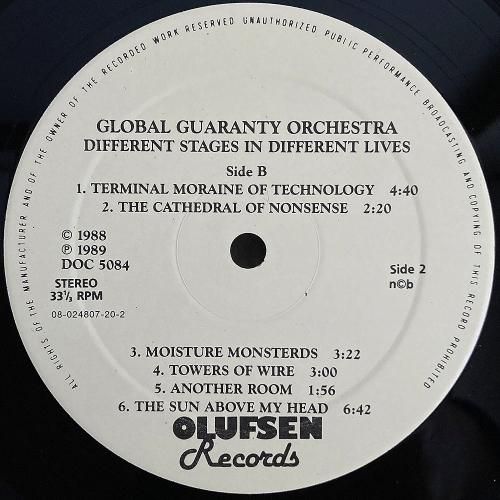 ALL RIGHTS OF THE MANUFACTURER AND OF THE OWNER OF THE RECORDED WORK RESERVED UNAUTHORIZED PUBLIC PERFORMANCE BROADCASTING AND COPYING OF THIS RECORD PROHIBITED
GLOBAL GUARANTY ORCHESTRA
DIFFERENT STAGES IN DIFFERENT LIVES
Side B
1. TERMINAL MORAINE OF TECHNOLOGY 4:40
2. THE CATHEDRAL OF NONSENSE 2:20
© 1988
℗ 1989
DOC 5084
STEREO
33⅓ RPM
08-024807-20-2
Side 2
n©b
3. MOISTURE MONSTERDS 3:22
4. TOWERS OF WIRE 3:00
5. ANOTHER ROOM 1:56
6. THE SUN ABOVE MY HEAD 6:42
OLUFSEN
Records